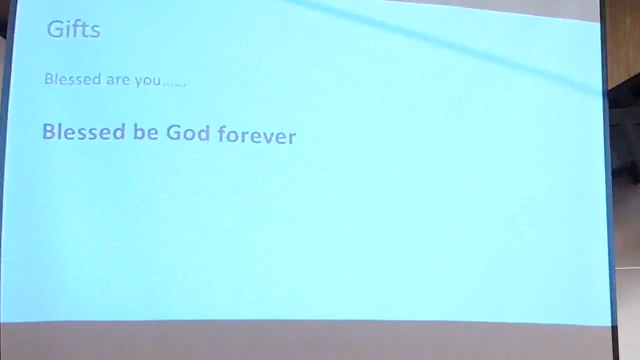 Gifts
Blessed are you......
Blessed be God forever